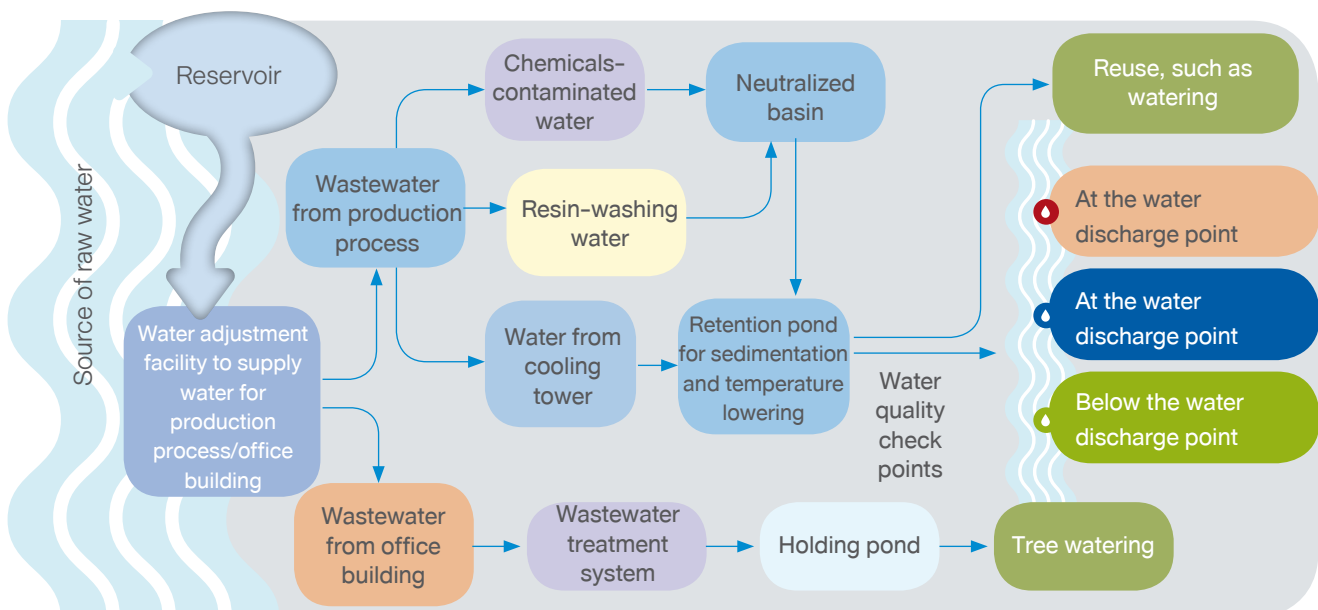 Source of raw water
Reservoir
Water adjustment
facility to supply
water for
production
process/office
building
Wastewater
from production
process
Chemicals-
contaminated
water
Neutralized
basin
Resin-washing
water
Water from
cooling
tower
Retention pond
for sedimentation
and temperature
lowering
Water
quality
check
points
Reuse, such as
watering
At the water
discharge point
At the water
discharge point
Below the water
discharge point
Wastewater
from office
building
Wastewater
treatment
system
Holding pond
Tree watering